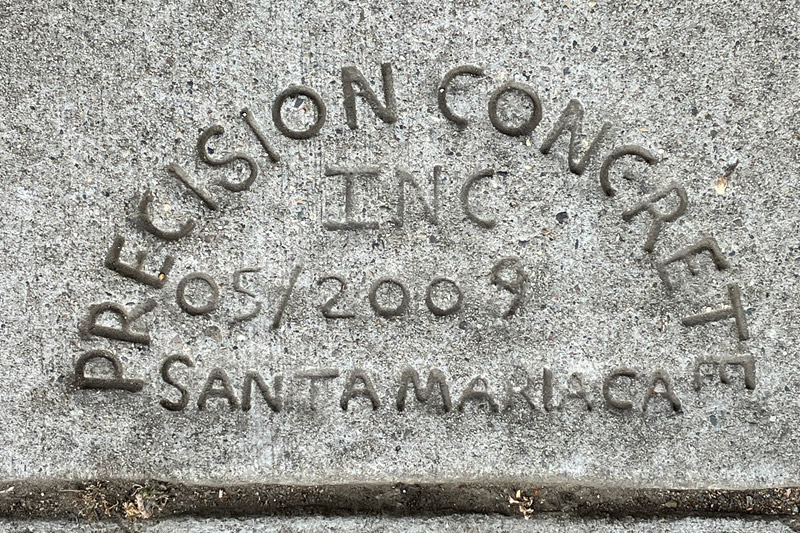 PRECISION CONCRETE
INC
05/2009
SANTA MARIA CA